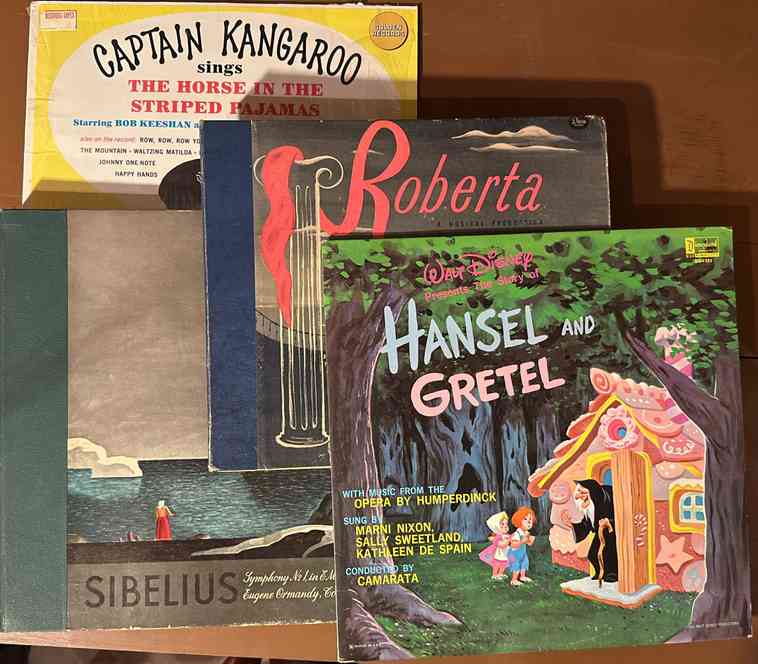 GOLDEN
RECORDS
CAPTAIN KANGAROO
sings
THE HORSE IN THE
STRIPED PAJAMAS
Starring BOB KEESHAN
also on the record: ROW, ROW, ROW YO
THE MOUNTAIN • WALTZING MATILDA •
JOHNNY ONE-NOTE
HAPPY HANDS
Roberta
A MUSICAL PRODUCTION
WALT DISNEY
Presents The Story of
HANSEL AND
GRETEL
WITH MUSIC FROM THE
OPERA BY HUMPERDINCK
SUNG BY
MARNI NIXON,
SALLY SWEETLAND,
KATHLEEN DE SPAIN
CONDUCTED BY
CAMARATA
SIBELIUS
Symphony No 1, in E M
Eugene Ormandy, Co